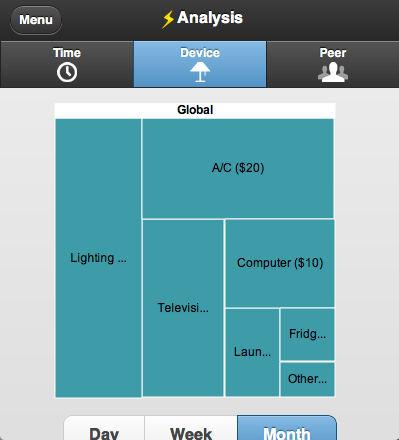 Menu
Analysis
Time
Device
Peer
Global
A/C ($20)
Lighting ...
Computer ($10)
Televisi...
Fridg...
Laun...
Other...
Day
Week
Month